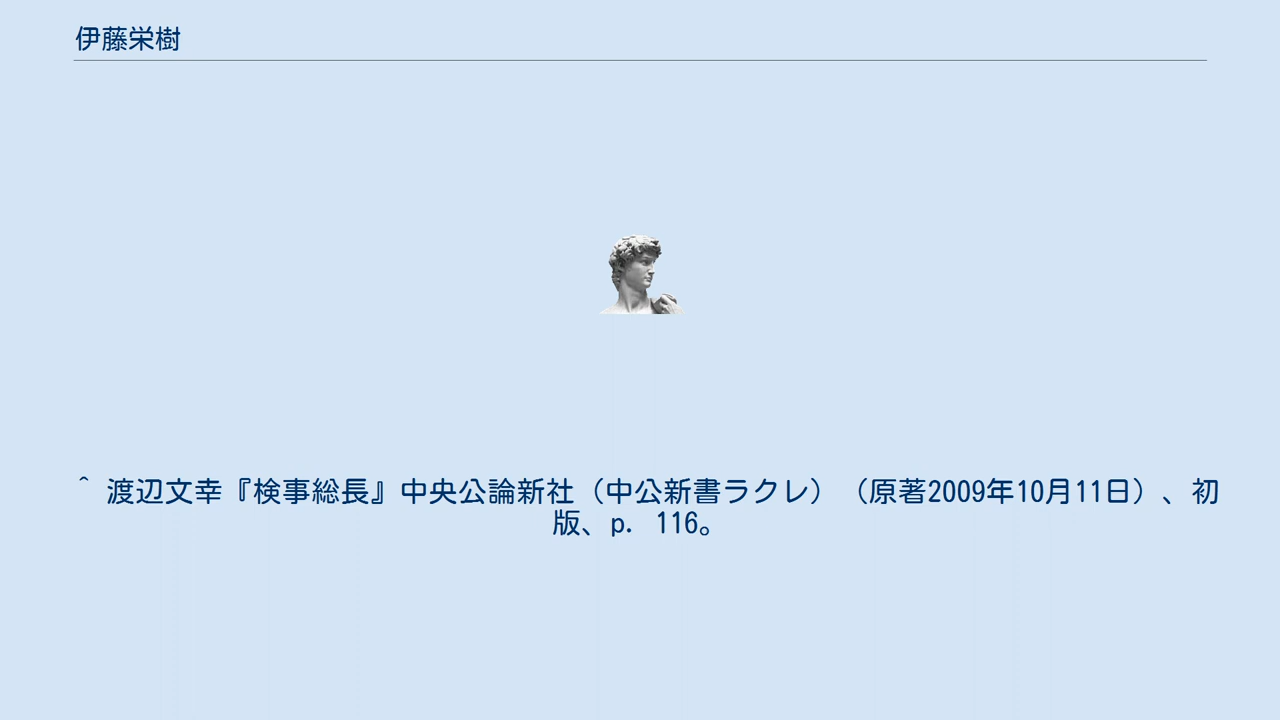 伊藤栄樹
^ 渡辺文幸『検事総長』中央公論新社（中公新書ラクレ）（原著2009年10月11日）、初
版、p. 116。